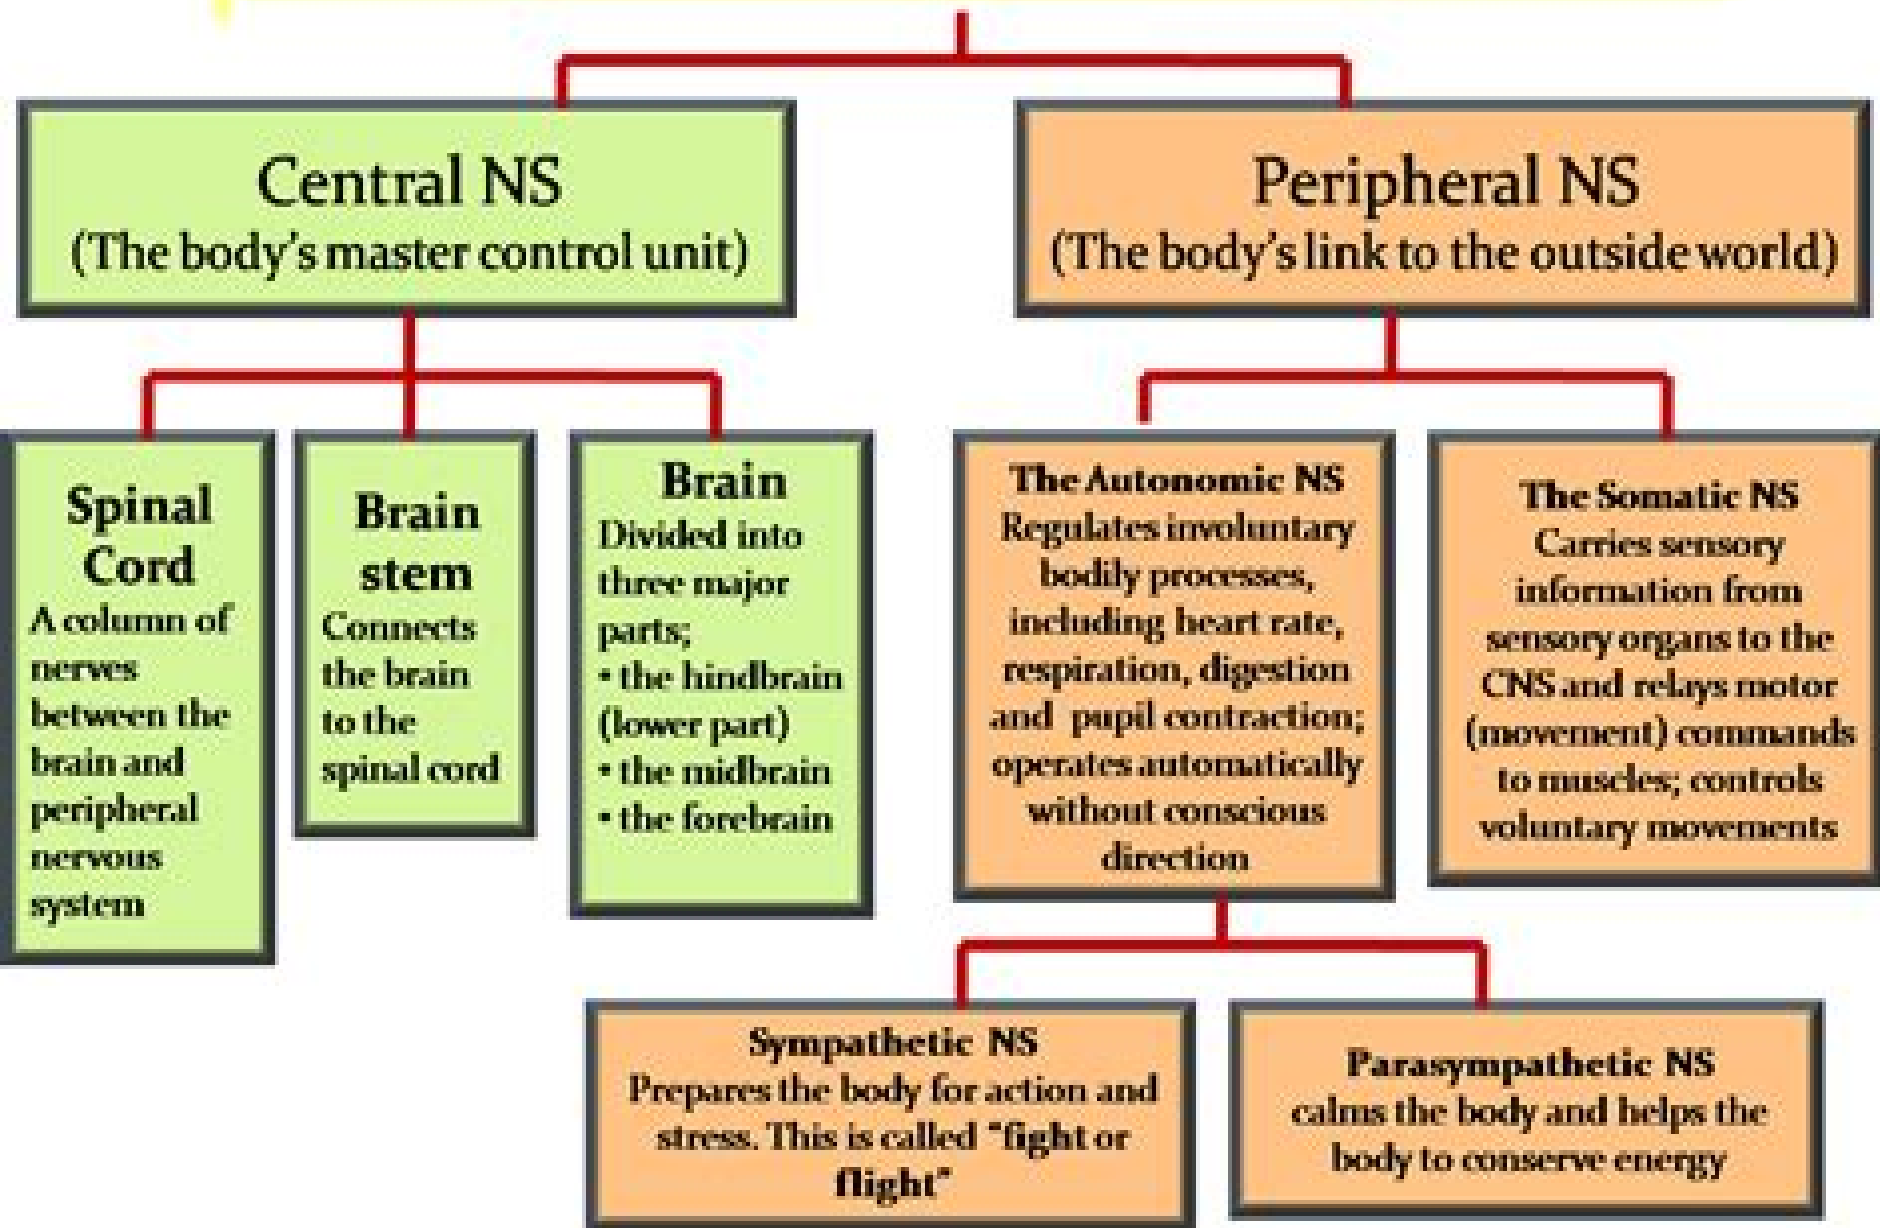 Central NS
(The body's master control unit)
Peripheral NS
(The body's link to the outside world)
Spinal
Cord
A column of
nerves
between the
brain and
peripheral
nervous
system
Brain
stem
Connects
the brain
to the
spinal cord
Brain
Divided into
three major
parts;
• the hindbrain
(lower part)
• the midbrain
• the forebrain
The Autonomic NS
Regulates involuntary
bodily processes,
including heart rate,
respiration, digestion
and pupil contraction;
operates automatically
without conscious
direction
The Somatic NS
Carries sensory
information from
sensory organs to the
CNS and relays motor
(movement) commands
to muscles; controls
voluntary movements
Sympathetic NS
Prepares the body for action and
stress. This is called "fight or
flight"
Parasympathetic NS
calms the body and helps the
body to conserve energy